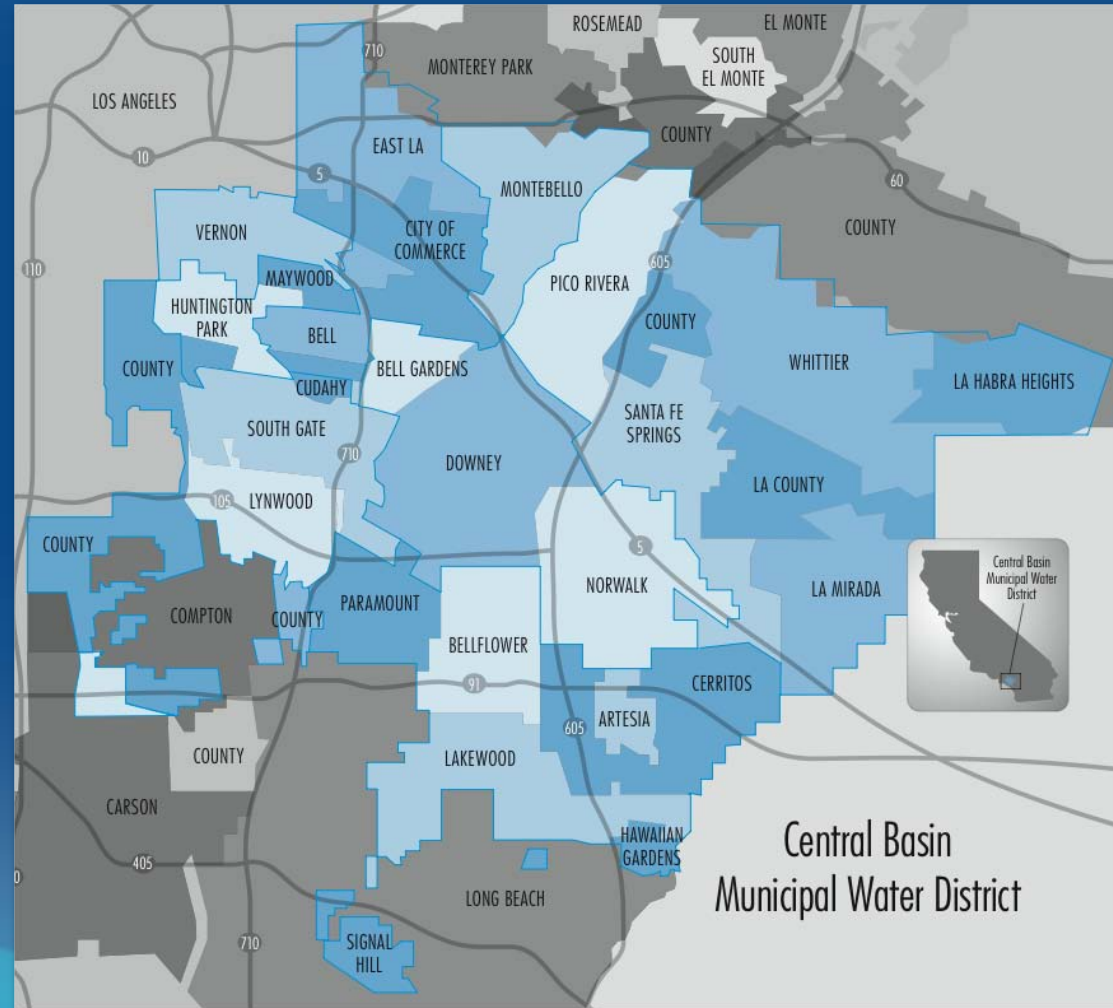 ROSEMEAD
EL MONTE
710
MONTEREY PARK
SOUTH
EL MONTE
LOS ANGELES
COUNTY
10
EAST LA
5
MONTEBELLO
60
VERNON
CITY OF
COMMERCE
COUNTY
110
MAYWOOD
PICO RIVERA
605
HUNTINGTON
PARK
COUNTY
BELL
COUNTY
BELL GARDENS
WHITTIER
CUDAHY
LA HABRA HEIGHTS
SOUTH GATE
SANTA FE
SPRINGS
710
DOWNEY
LA COUNTY
105
LYNWOOD
COUNTY
5
Central Basin
Municipal Water
District
NORWALK
LA MIRADA
COMPTON
COUNTY
PARAMOUNT
BELLFLOWER
91
CERRITOS
ARTESIA
605
COUNTY
LAKEWOOD
CARSON
HAWAIIAN
GARDENS
405
0
LONG BEACH
710
SIGNAL
HILL
Central Basin
Municipal Water District